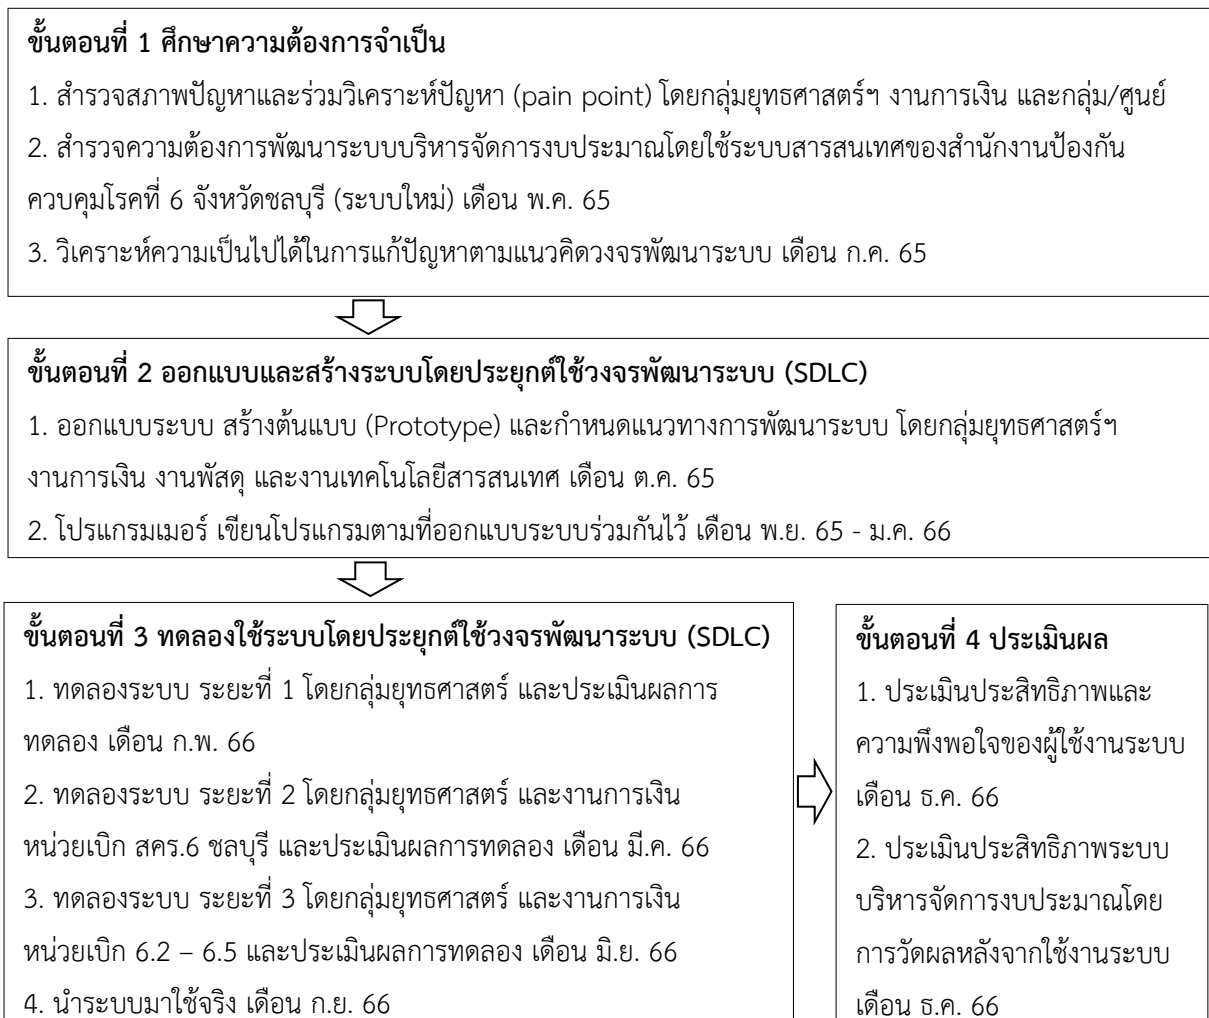 ขั้นตอนที่ 1 ศึกษาความต้องการจำเป็น
1. สำรวจสภาพปัญหาและร่วมวิเคราะห์ปัญหา (pain point) โดยกลุ่มยุทธศาสตร์ฯ งานการเงิน และกลุ่ม/ศูนย์
2. สำรวจความต้องการพัฒนาระบบบริหารจัดการงบประมาณโดยใช้ระบบสารสนเทศของสำนักงานป้องกัน
ควบคุมโรคที่ 6 จังหวัดชลบุรี (ระบบใหม่) เดือน พ.ค. 65
3. วิเคราะห์ความเป็นไปได้ในการแก้ปัญหาตามแนวคิดวงจรพัฒนาระบบ เดือน ก.ค. 65
ขั้นตอนที่ 2 ออกแบบและสร้างระบบโดยประยุกต์ใช้วงจรพัฒนาระบบ (SDLC)
1. ออกแบบระบบ สร้างต้นแบบ (Prototype) และกำหนดแนวทางการพัฒนาระบบ โดยกลุ่มยุทธศาสตร์ฯ
งานการเงิน งานพัสดุ และงานเทคโนโลยีสารสนเทศ เดือน ต.ค. 65
2. โปรแกรมเมอร์ เขียนโปรแกรมตามที่ออกแบบระบบร่วมกันไว้ เดือน พ.ย. 65 - ม.ค. 66
ขั้นตอนที่ 3 ทดลองใช้ระบบโดยประยุกต์ใช้วงจรพัฒนาระบบ (SDLC)
1. ทดลองระบบ ระยะที่ 1 โดยกลุ่มยุทธศาสตร์ และประเมินผลการ
ทดลอง เดือน ก.พ. 66
2. ทดลองระบบ ระยะที่ 2 โดยกลุ่มยุทธศาสตร์ และงานการเงิน
หน่วยเบิก สคร.6 ชลบุรี และประเมินผลการทดลอง เดือน มี.ค. 66
3. ทดลองระบบ ระยะที่ 3 โดยกลุ่มยุทธศาสตร์ และงานการเงิน
หน่วยเบิก 6.2 – 6.5 และประเมินผลการทดลอง เดือน มิ.ย. 66
4. นำระบบมาใช้จริง เดือน ก.ย. 66
ขั้นตอนที่ 4 ประเมินผล
1. ประเมินประสิทธิภาพและ
ความพึงพอใจของผู้ใช้งานระบบ
เดือน ธ.ค. 66
2. ประเมินประสิทธิภาพระบบ
บริหารจัดการงบประมาณโดย
การวัดผลหลังจากใช้งานระบบ
เดือน ธ.ค. 66